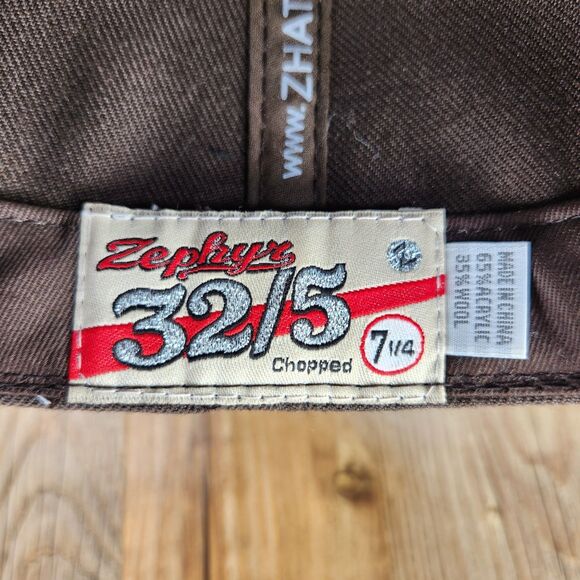 www.ZHAT
Zephyr
32/5
Chopped
7 1/4
MADE IN CHINA
65% ACRYLIC
35% WOOL